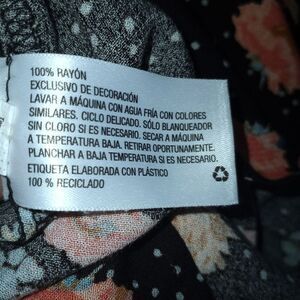 100% RAYÓN
EXCLUSIVO DE DECORACIÓN
LAVAR A MÁQUINA CON AGUA FRÍA CON COLORES
SIMILARES. CICLO DELICADO. SÓLO BLANQUEADOR
SIN CLORO SI ES NECESARIO. SECAR A MÁQUINA
A TEMPERATURA BAJA. RETIRAR OPORTUNAMENTE.
PLANCHAR A BAJA TEMPERATURA SI ES NECESARIO.
ETIQUETA ELABORADA CON PLÁSTICO
100 % RECICLADO